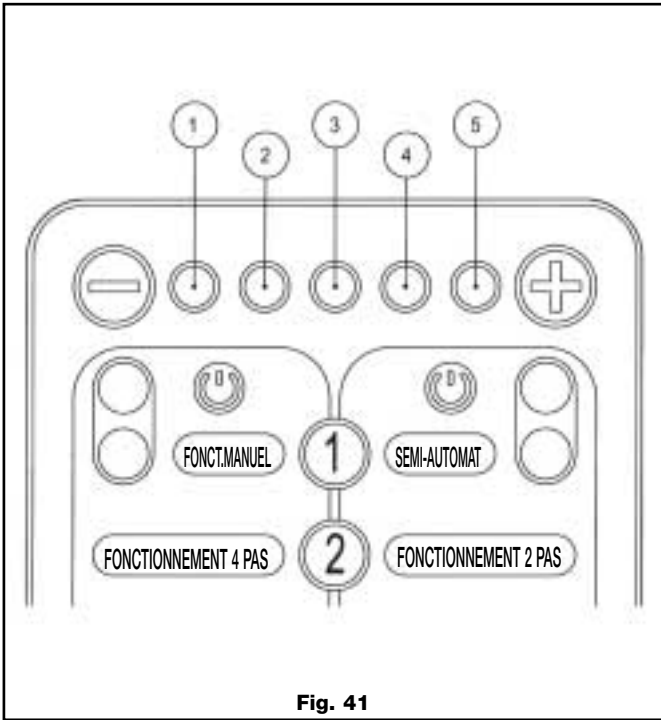 1 2 3 4 5
FONCT.MANUEL 1 SEMI-AUTOMAT
FONCTIONNEMENT 4 PAS 2 FONCTIONNEMENT 2 PAS
Fig. 41